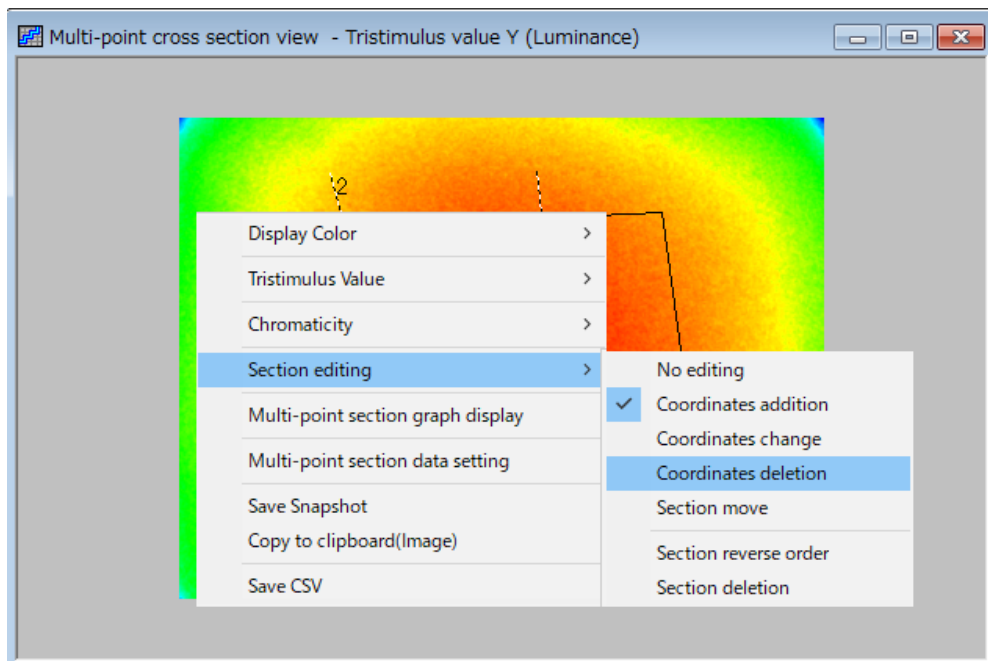 Multi-point cross section view - Tristimulus value Y (Luminance)
2
Display Color
Tristimulus Value
Chromaticity
Section editing
Multi-point section graph display
Multi-point section data setting
Save Snapshot
Copy to clipboard(Image)
Save CSV
No editing
Coordinates addition
Coordinates change
Coordinates deletion
Section move
Section reverse order
Section deletion